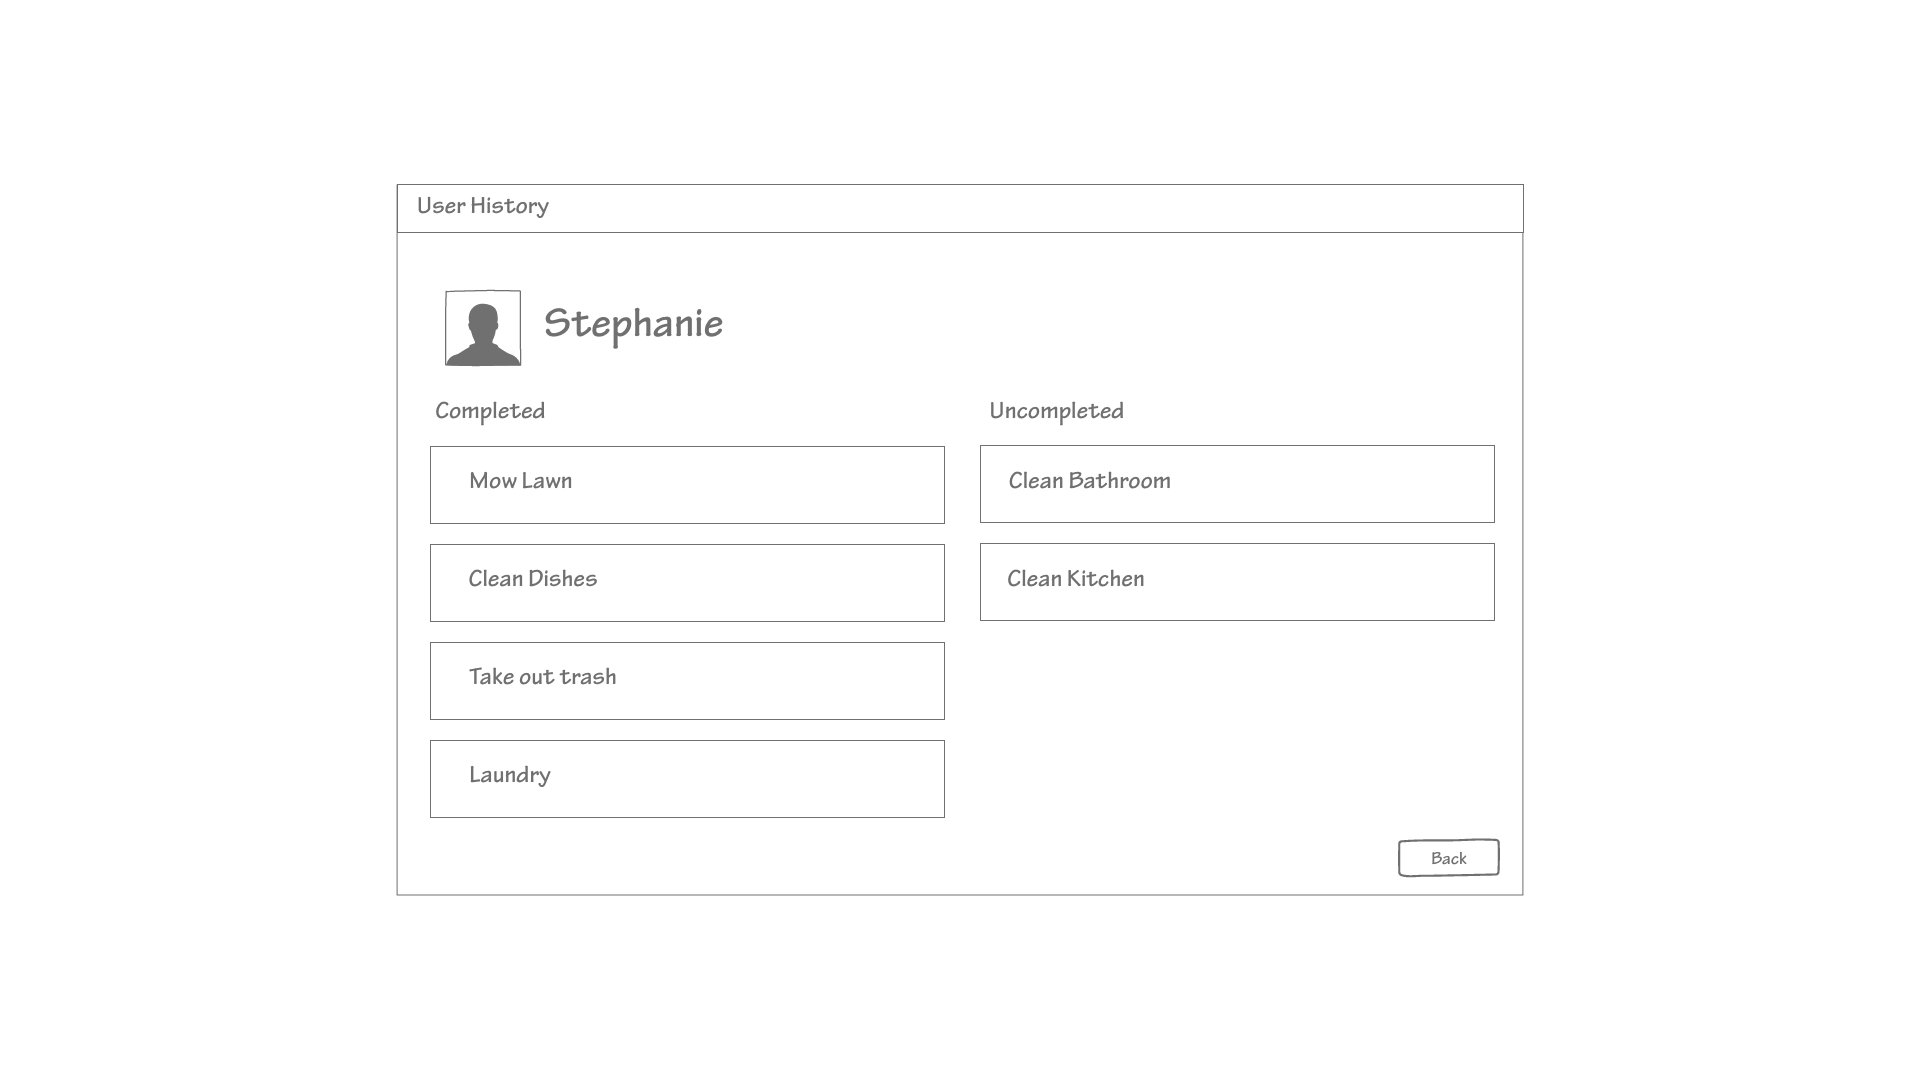 User History
Stephanie
Completed
Mow Lawn
Clean Dishes
Take out trash
Laundry
Uncompleted
Clean Bathroom
Clean Kitchen
Back